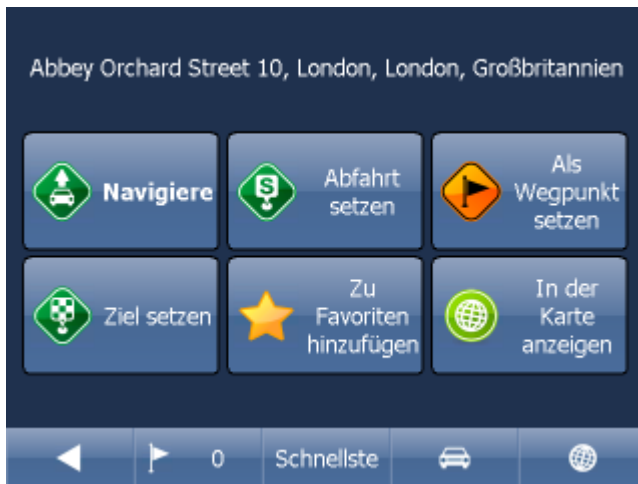 Abbey Orchard Street 10, London, London, Großbritannien
Navigiere
Abfahrt
setzen
Als
Wegpunkt
setzen
Ziel setzen
Zu
Favoriten
hinzufügen
In der
Karte
anzeigen
0
Schnellste